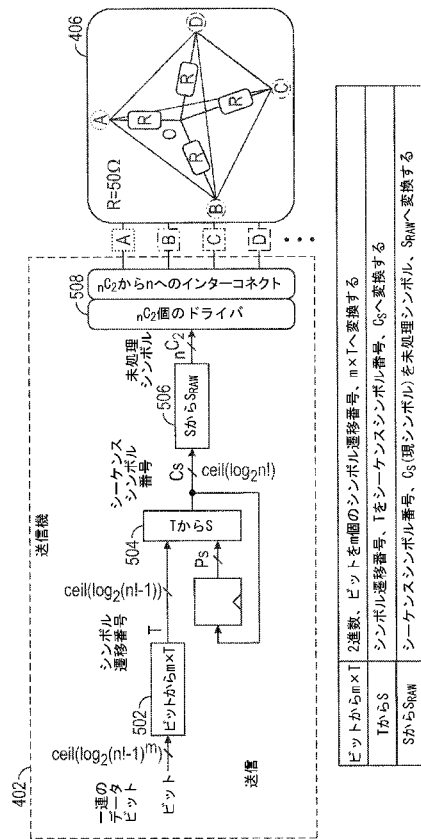 402
送信機
一連の
データ
ビット
ビット
ceil(log₂(n!-1)ᵐ)
502
ビットからm×T
シンボル
遷移番号
T
ceil(log₂(n!-1))
504
TからS
Ps
シーケンス
シンボル
番号
Cs
ceil(log₂n!)
506
SからSRAW
未処理
シンボル
nC₂
508
nC₂個のドライバ
nC₂からnへのインターコネクト
送信
A
B
C
D
406
R=50Ω
A
B
C
D
O
R
R
R
R
ビットからm×T 2進数、ビットをm個のシンボル遷移番号、m×Tへ変換する
TからS シンボル遷移番号、Tをシーケンスシンボル番号、Csへ変換する
SからSRAW シーケンスシンボル番号、Cs(現シンボル)を未処理シンボル、SRAWへ変換する